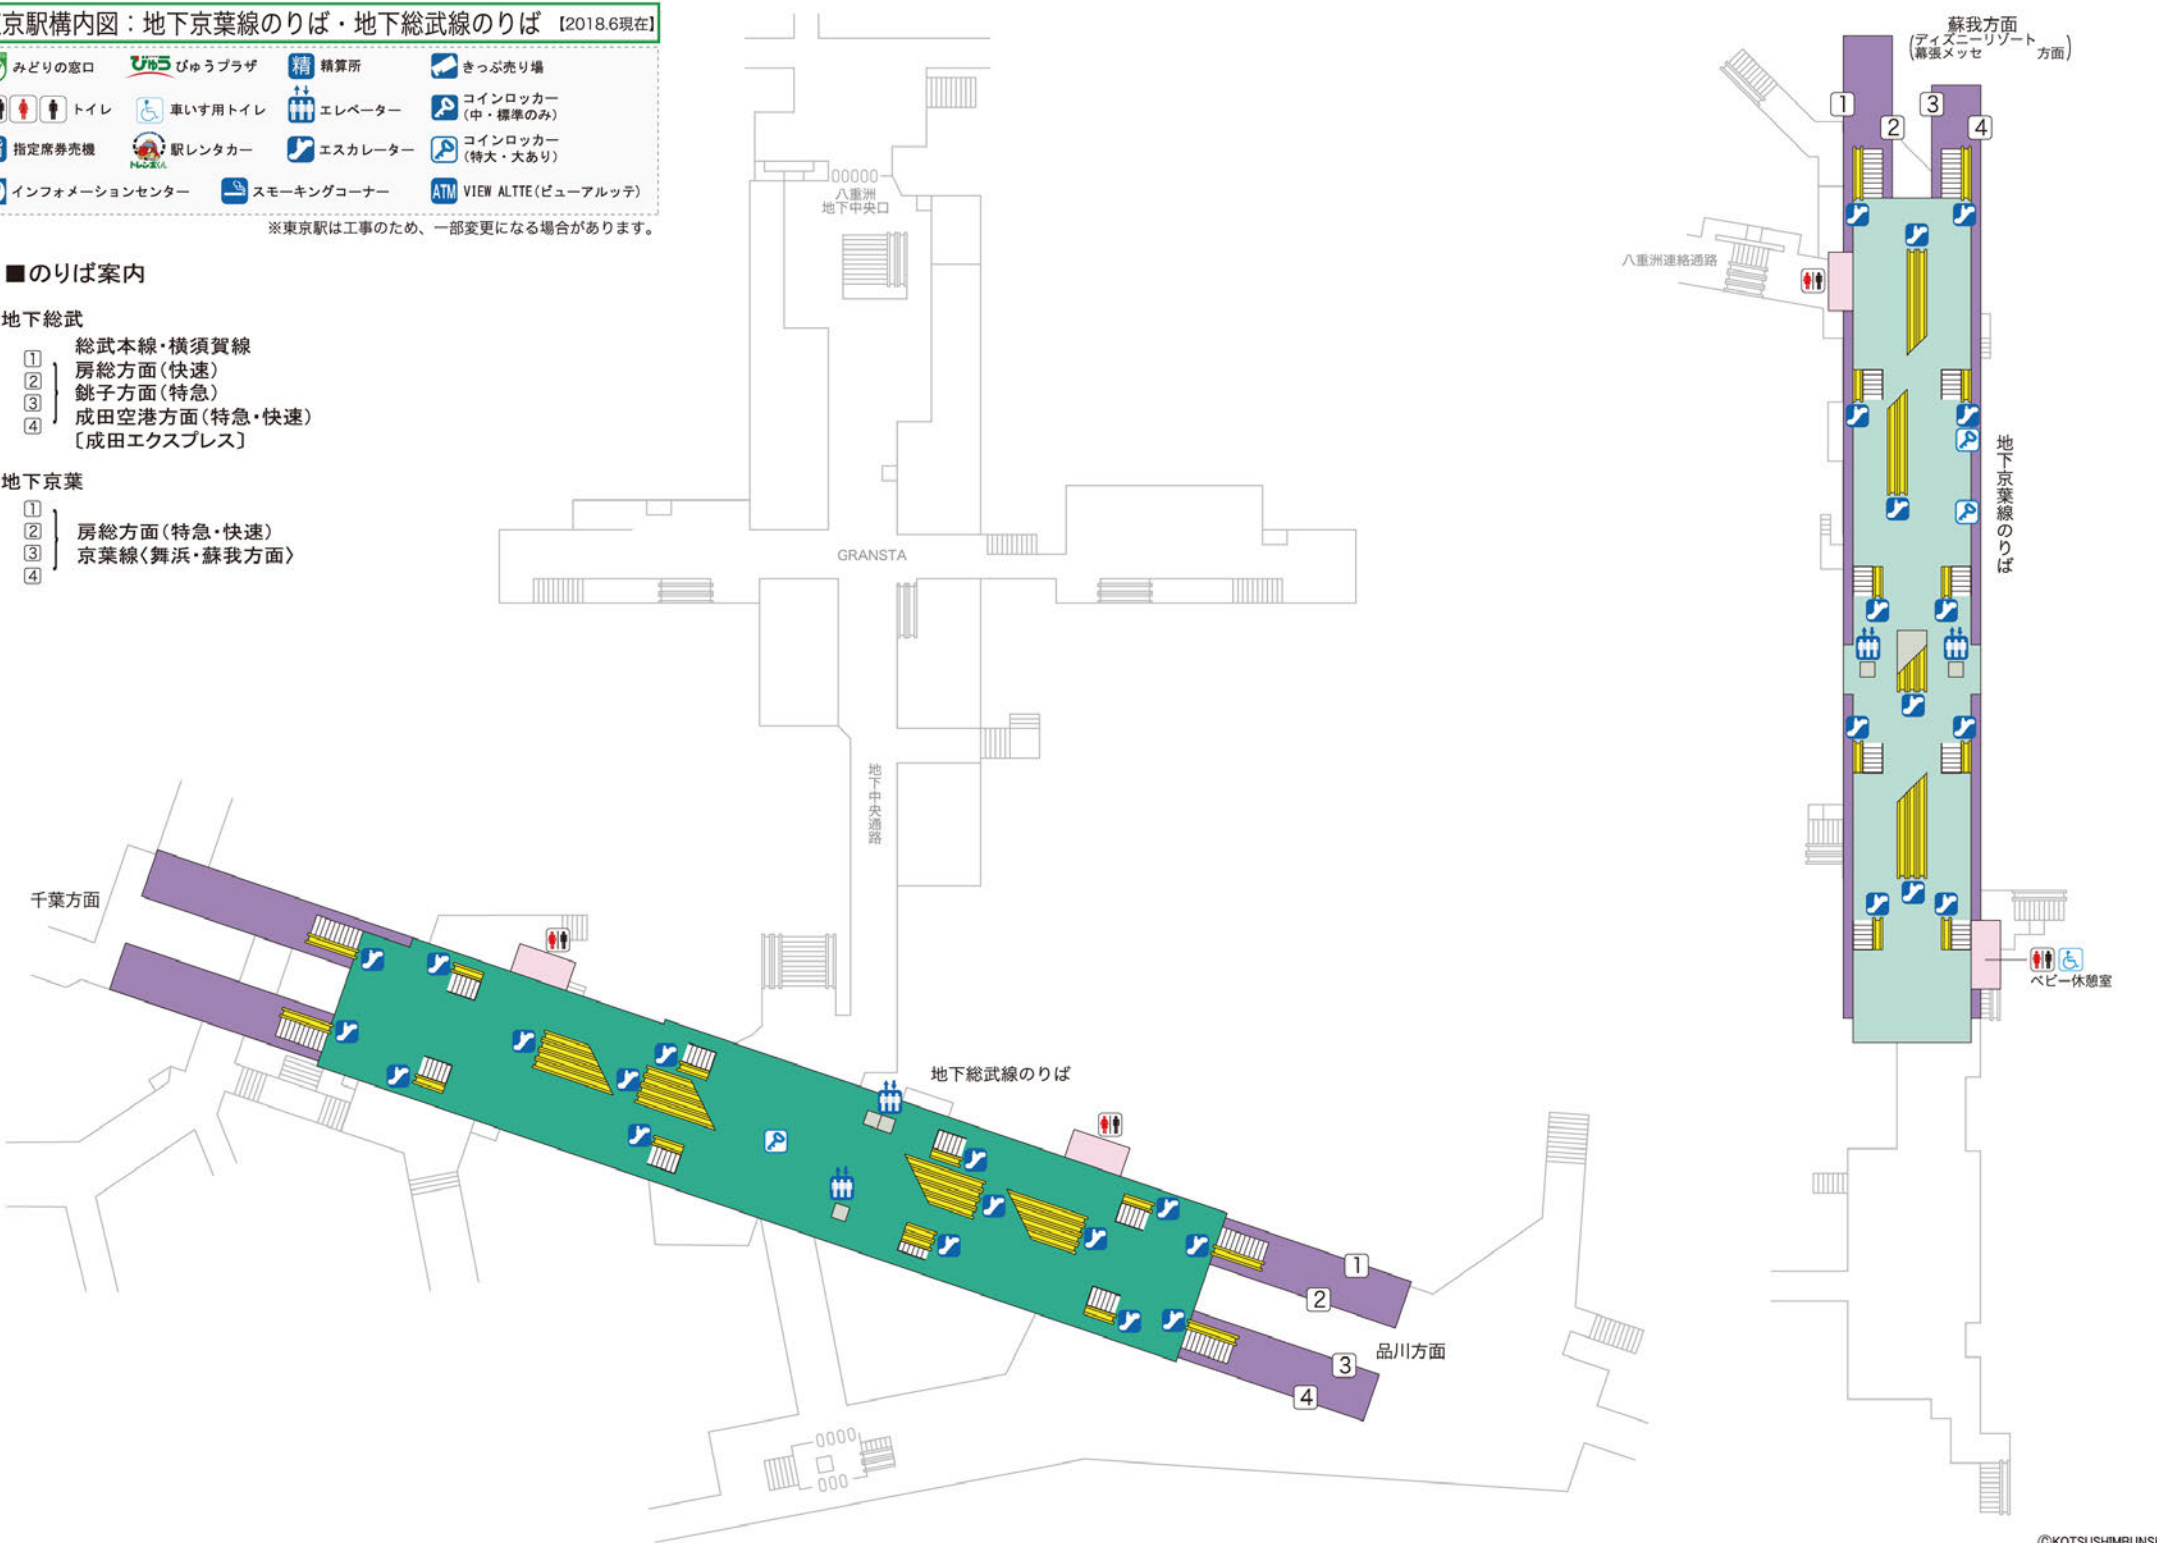 京駅構内図：地下京葉線のりば・地下総武線のりば 【2018.6現在】
みどりの窓口
びゅう びゅうプラザ
精 精算所
きっぷ売り場
トイレ
車いす用トイレ
エレベーター
コインロッカー
(中・標準のみ)
指定席券売機
駅レンタカー
エスカレーター
コインロッカー
(特大・大あり)
インフォメーションセンター
スモーキングコーナー
ATM VIEW ALTTE(ビューアルッテ)
※東京駅は工事のため、一部変更になる場合があります。
■のりば案内
地下総武
1
2
3
4
総武本線・横須賀線
房総方面(快速)
銚子方面(特急)
成田空港方面(特急・快速)
〔成田エクスプレス〕
地下京葉
1
2
3
4
房総方面(特急・快速)
京葉線〈舞浜・蘇我方面〉
八重洲
地下中央口
GRANSTA
地下中央通路
蘇我方面
(ディズニーリゾート
幕張メッセ 方面)
1
2
3
4
八重洲連絡通路
地下京葉線のりば
ベビー休憩室
千葉方面
地下総武線のりば
1
2
3
4
品川方面